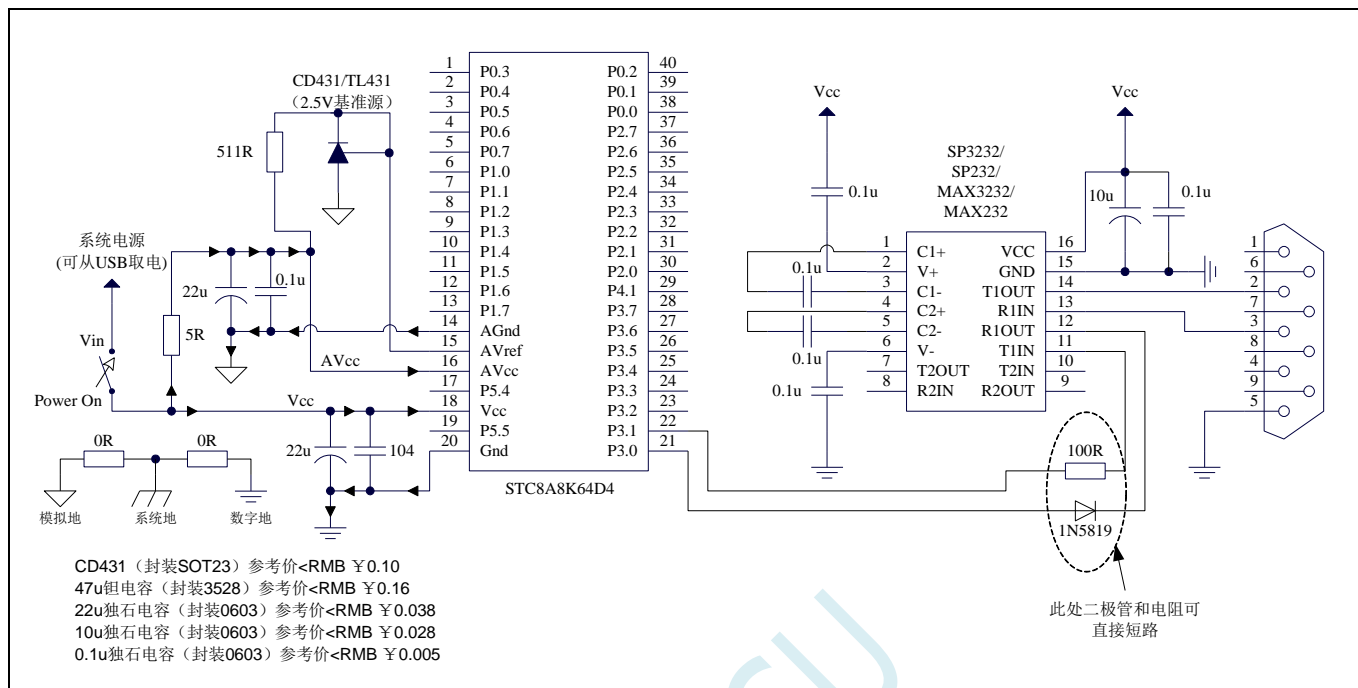 CD431/TL431
（2.5V基准源）
511R
系统电源
(可从USB取电)
Vin
Power On
5R
22u
0.1u
AVcc
Vcc
22u
104
0R
0R
模拟地
系统地
数字地
1 P0.3
2 P0.4
3 P0.5
4 P0.6
5 P0.7
6 P1.0
7 P1.1
8 P1.2
9 P1.3
10 P1.4
11 P1.5
12 P1.6
13 P1.7
14 AGnd
15 AVref
16 AVcc
17 P5.4
18 Vcc
19 P5.5
20 Gnd
P0.2 40
P0.1 39
P0.0 38
P2.7 37
P2.6 36
P2.5 35
P2.4 34
P2.3 33
P2.2 32
P2.1 31
P2.0 30
P4.1 29
P3.7 28
P3.6 27
P3.5 26
P3.4 25
P3.3 24
P3.2 23
P3.1 22
P3.0 21
STC8A8K64D4
Vcc
0.1u
0.1u
0.1u
0.1u
SP3232/
SP232/
MAX3232/
MAX232
1 C1+
2 V+
3 C1-
4 C2+
5 C2-
6 V-
7 T2OUT
8 R2IN
VCC 16
GND 15
T1OUT 14
R1IN 13
R1OUT 12
T1IN 11
T2IN 10
R2OUT 9
Vcc
10u
0.1u
1
6
2
7
3
8
4
9
5
100R
1N5819
此处二极管和电阻可
直接短路
CD431（封装SOT23）参考价<RMB ￥0.10
47u钽电容（封装3528）参考价<RMB ￥0.16
22u独石电容（封装0603）参考价<RMB ￥0.038
10u独石电容（封装0603）参考价<RMB ￥0.028
0.1u独石电容（封装0603）参考价<RMB ￥0.005